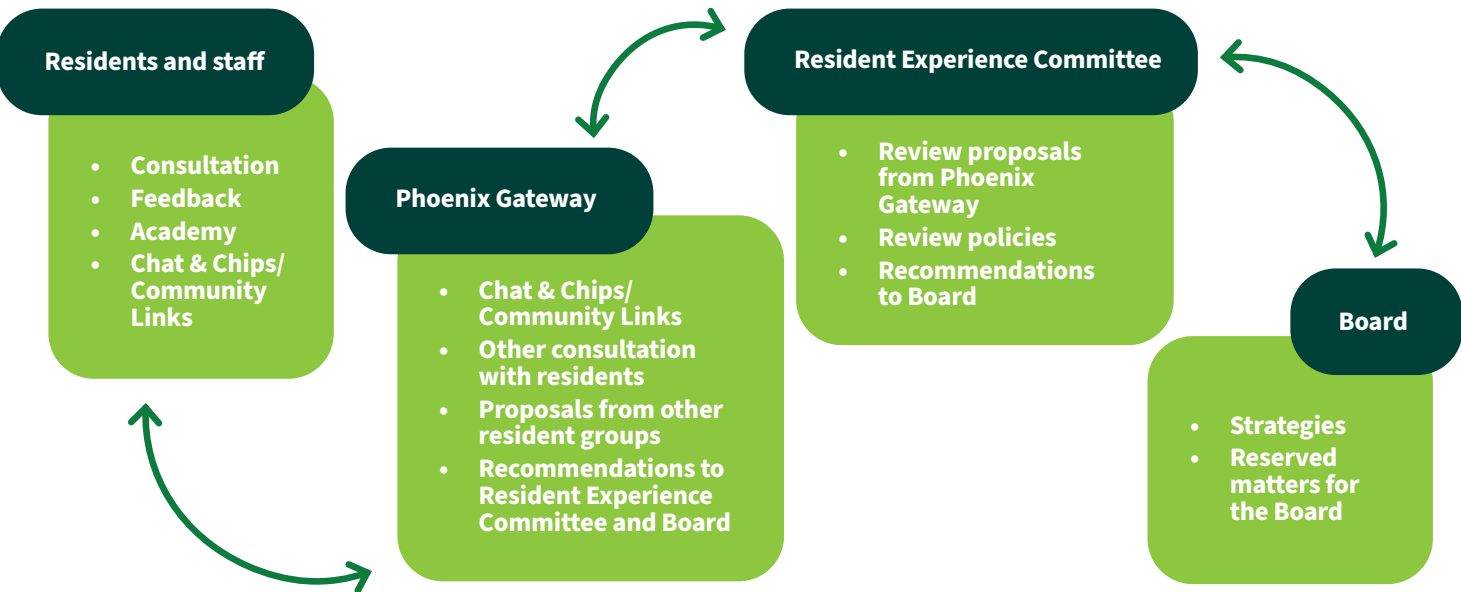 Residents and staff
• Consultation
• Feedback
• Academy
• Chat & Chips/
Community
Links
Phoenix Gateway
• Chat & Chips/
Community Links
• Other consultation
with residents
• Proposals from other
resident groups
• Recommendations to
Resident Experience
Committee and Board
Resident Experience Committee
• Review proposals
from Phoenix
Gateway
• Review policies
• Recommendations
to Board
Board
• Strategies
• Reserved
matters for
the Board